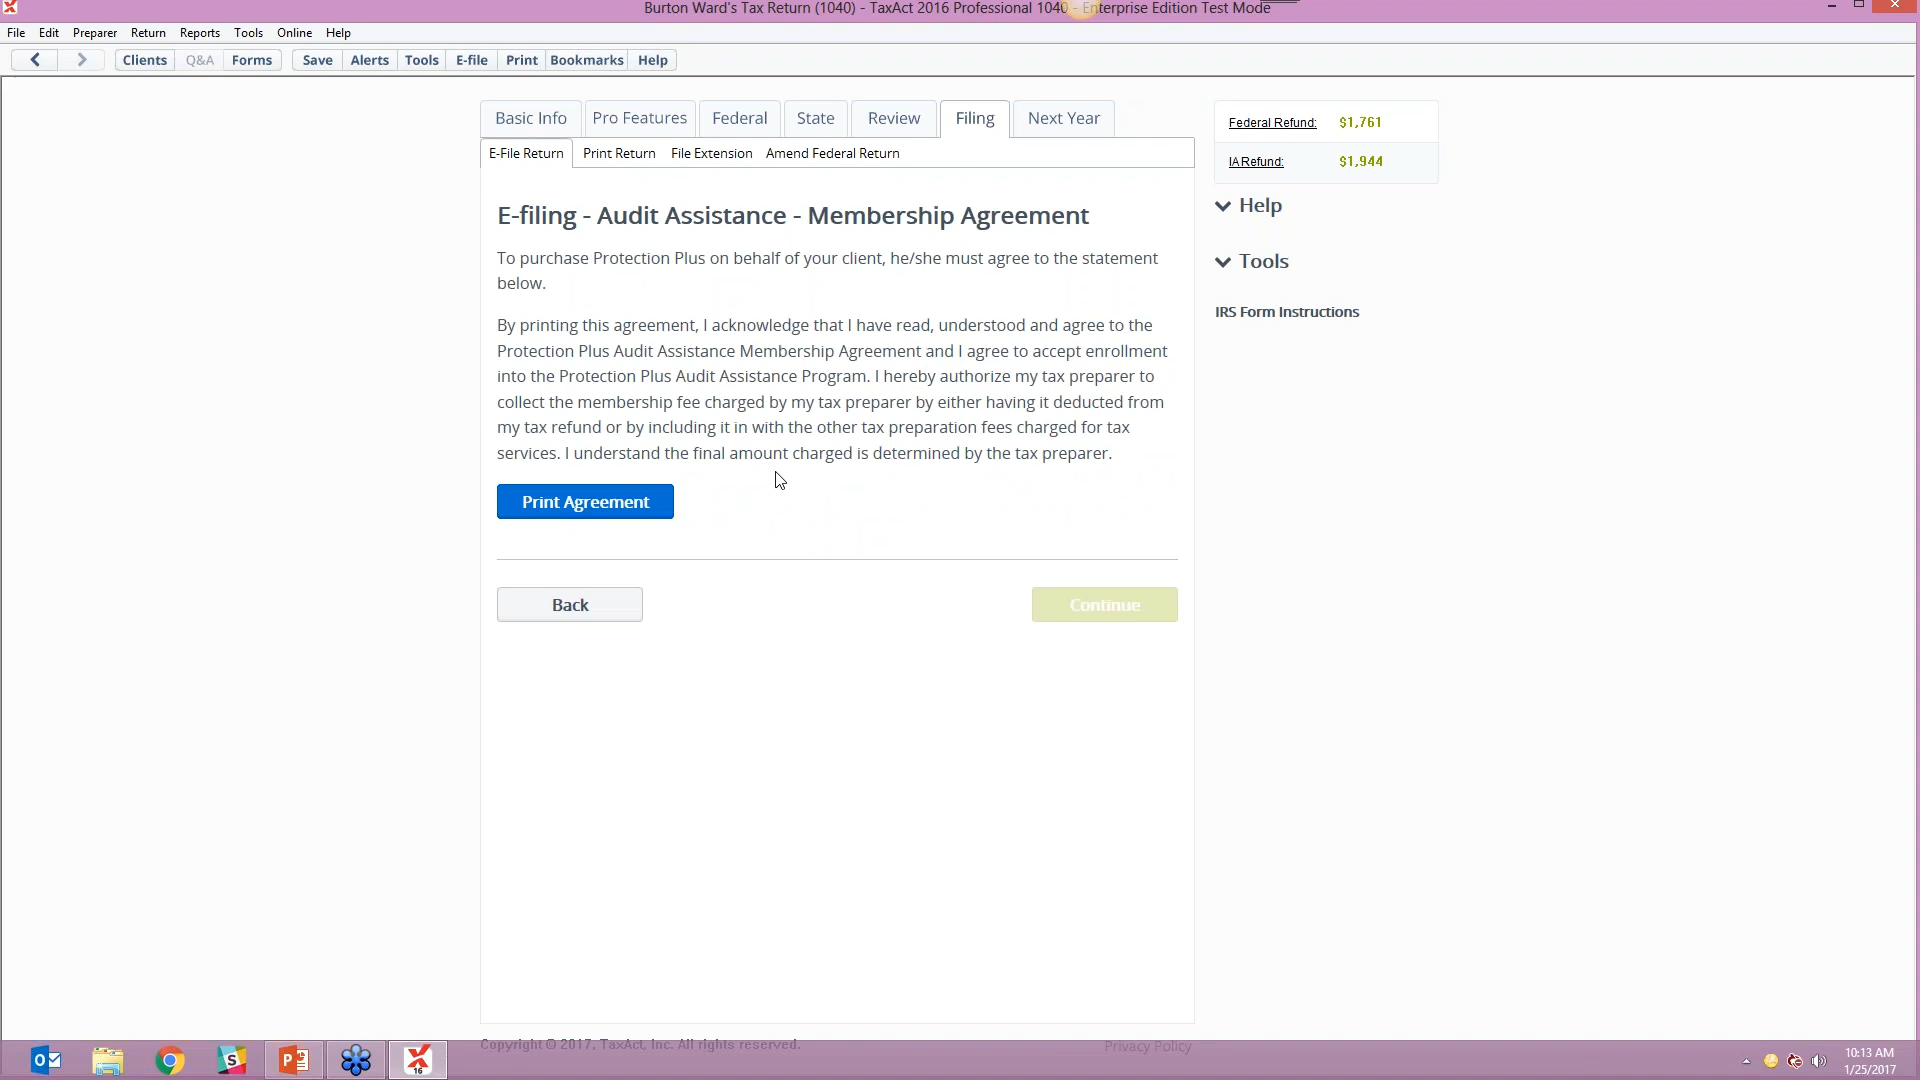 Burton Ward's Tax Return (1040) - TaxAct 2016 Professional 1040 - Enterprise Edition Test Mode
File Edit Preparer Return Reports Tools Online Help
Clients Q&A Forms Save Alerts Tools E-file Print Bookmarks Help
Basic Info Pro Features Federal State Review Filing Next Year
E-File Return Print Return File Extension Amend Federal Return
Federal Refund: $1,761
IA Refund: $1,944
Help
Tools
IRS Form Instructions
E-filing - Audit Assistance - Membership Agreement
To purchase Protection Plus on behalf of your client, he/she must agree to the statement
below.
By printing this agreement, I acknowledge that I have read, understood and agree to the
Protection Plus Audit Assistance Membership Agreement and I agree to accept enrollment
into the Protection Plus Audit Assistance Program. I hereby authorize my tax preparer to
collect the membership fee charged by my tax preparer by either having it deducted from
my tax refund or by including it in with the other tax preparation fees charged for tax
services. I understand the final amount charged is determined by the tax preparer.
Print Agreement
Back Continue
Copyright © 2017, TaxAct, Inc. All rights reserved. Privacy Policy
16
10:13 AM
1/25/2017